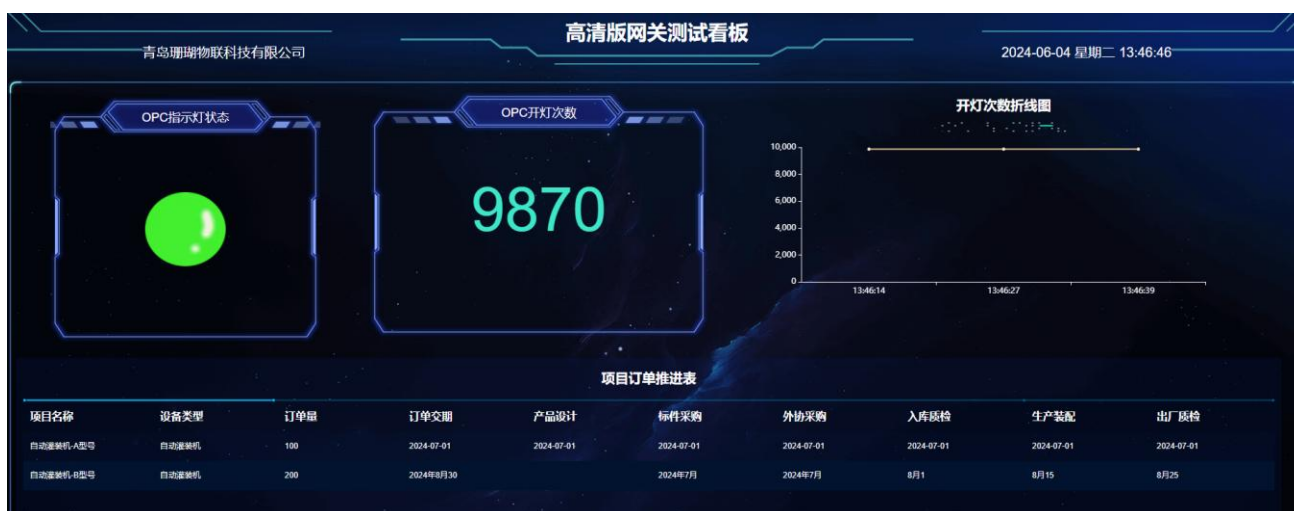 高清版网关测试看板
青岛珊瑚物联科技有限公司
2024-06-04 星期二 13:46:46
OPC指示灯状态
OPC开灯次数
9870
开灯次数折线图
10,000
8,000
6,000
4,000
2,000
0
13:46:14 13:46:27 13:46:39
项目订单推进表
项目名称 设备类型 订单量 订单交期 产品设计 标件采购 外协采购 入库质检 生产装配 出厂质检
自动灌装机-A型号 自动灌装机 100 2024-07-01 2024-07-01 2024-07-01 2024-07-01 2024-07-01 2024-07-01 2024-07-01
自动灌装机-B型号 自动灌装机 200 2024年8月30 2024年7月 2024年7月 8月1 8月15 8月25